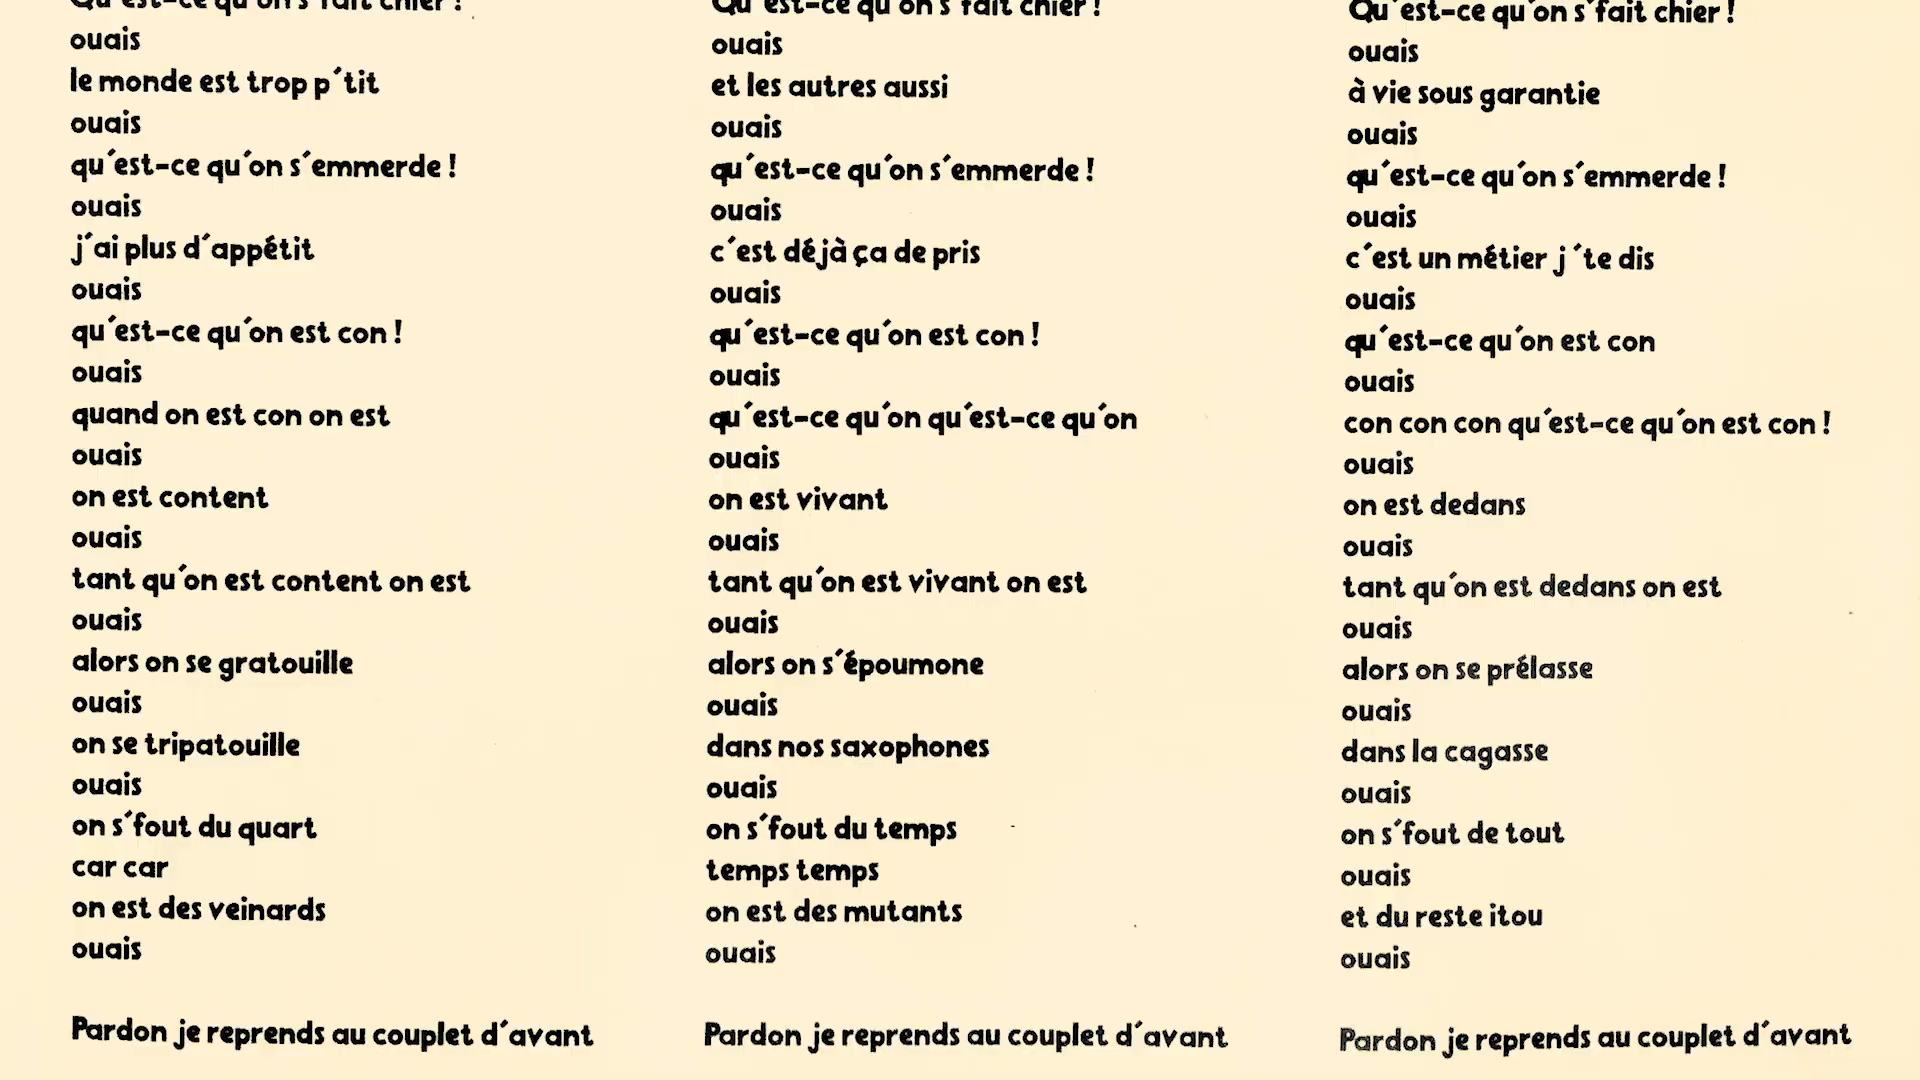 Qu'est-ce qu'on s'fait chier !
ouais
le monde est trop p'tit
ouais
qu'est-ce qu'on s'emmerde !
ouais
j'ai plus d'appétit
ouais
qu'est-ce qu'on est con !
ouais
quand on est con on est
ouais
on est content
ouais
tant qu'on est content on est
ouais
alors on se gratouille
ouais
on se tripatouille
ouais
on s'fout du quart
car car
on est des veinards
ouais
Pardon je reprends au couplet d'avant
Qu'est-ce qu'on s'fait chier !
ouais
et les autres aussi
ouais
qu'est-ce qu'on s'emmerde !
ouais
c'est déjà ça de pris
ouais
qu'est-ce qu'on est con !
ouais
qu'est-ce qu'on qu'est-ce qu'on
ouais
on est vivant
ouais
tant qu'on est vivant on est
ouais
alors on s'époumone
ouais
dans nos saxophones
ouais
on s'fout du temps
temps temps
on est des mutants
ouais
Pardon je reprends au couplet d'avant
Qu'est-ce qu'on s'fait chier !
ouais
à vie sous garantie
ouais
qu'est-ce qu'on s'emmerde !
ouais
c'est un métier j 'te dis
ouais
qu'est-ce qu'on est con
ouais
con con con qu'est-ce qu'on est con !
ouais
on est dedans
ouais
tant qu'on est dedans on est
ouais
alors on se prélasse
ouais
dans la cagasse
ouais
on s'fout de tout
ouais
et du reste itou
ouais
Pardon je reprends au couplet d'avant